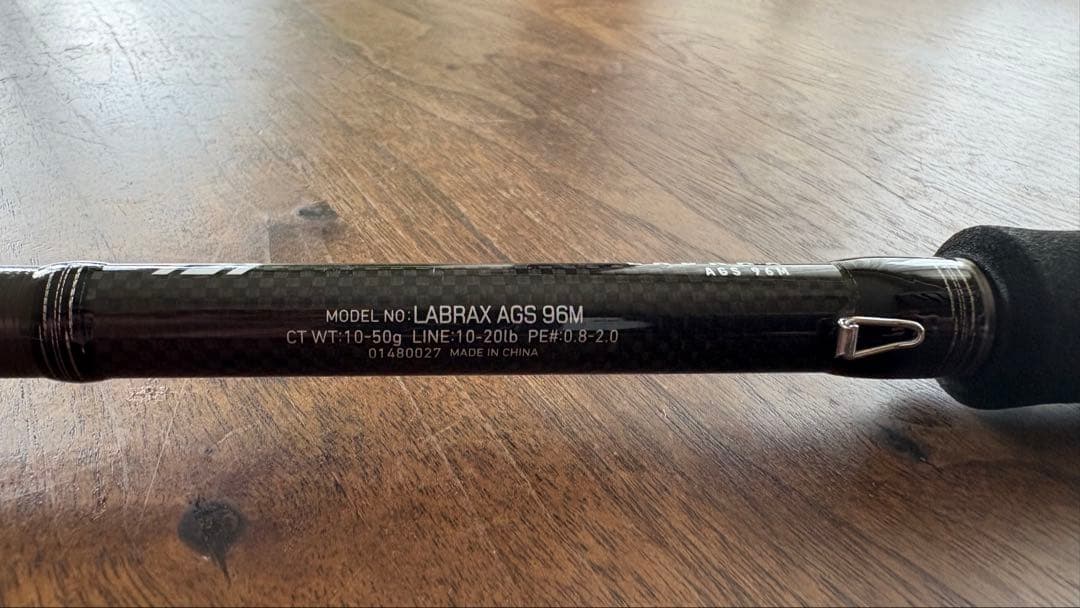 AGS 96M
MODEL NO:LABRAX AGS 96M
CT WT:10-50g LINE:10-20lb PE#:0.8-2.0
01480027 MADE IN CHINA